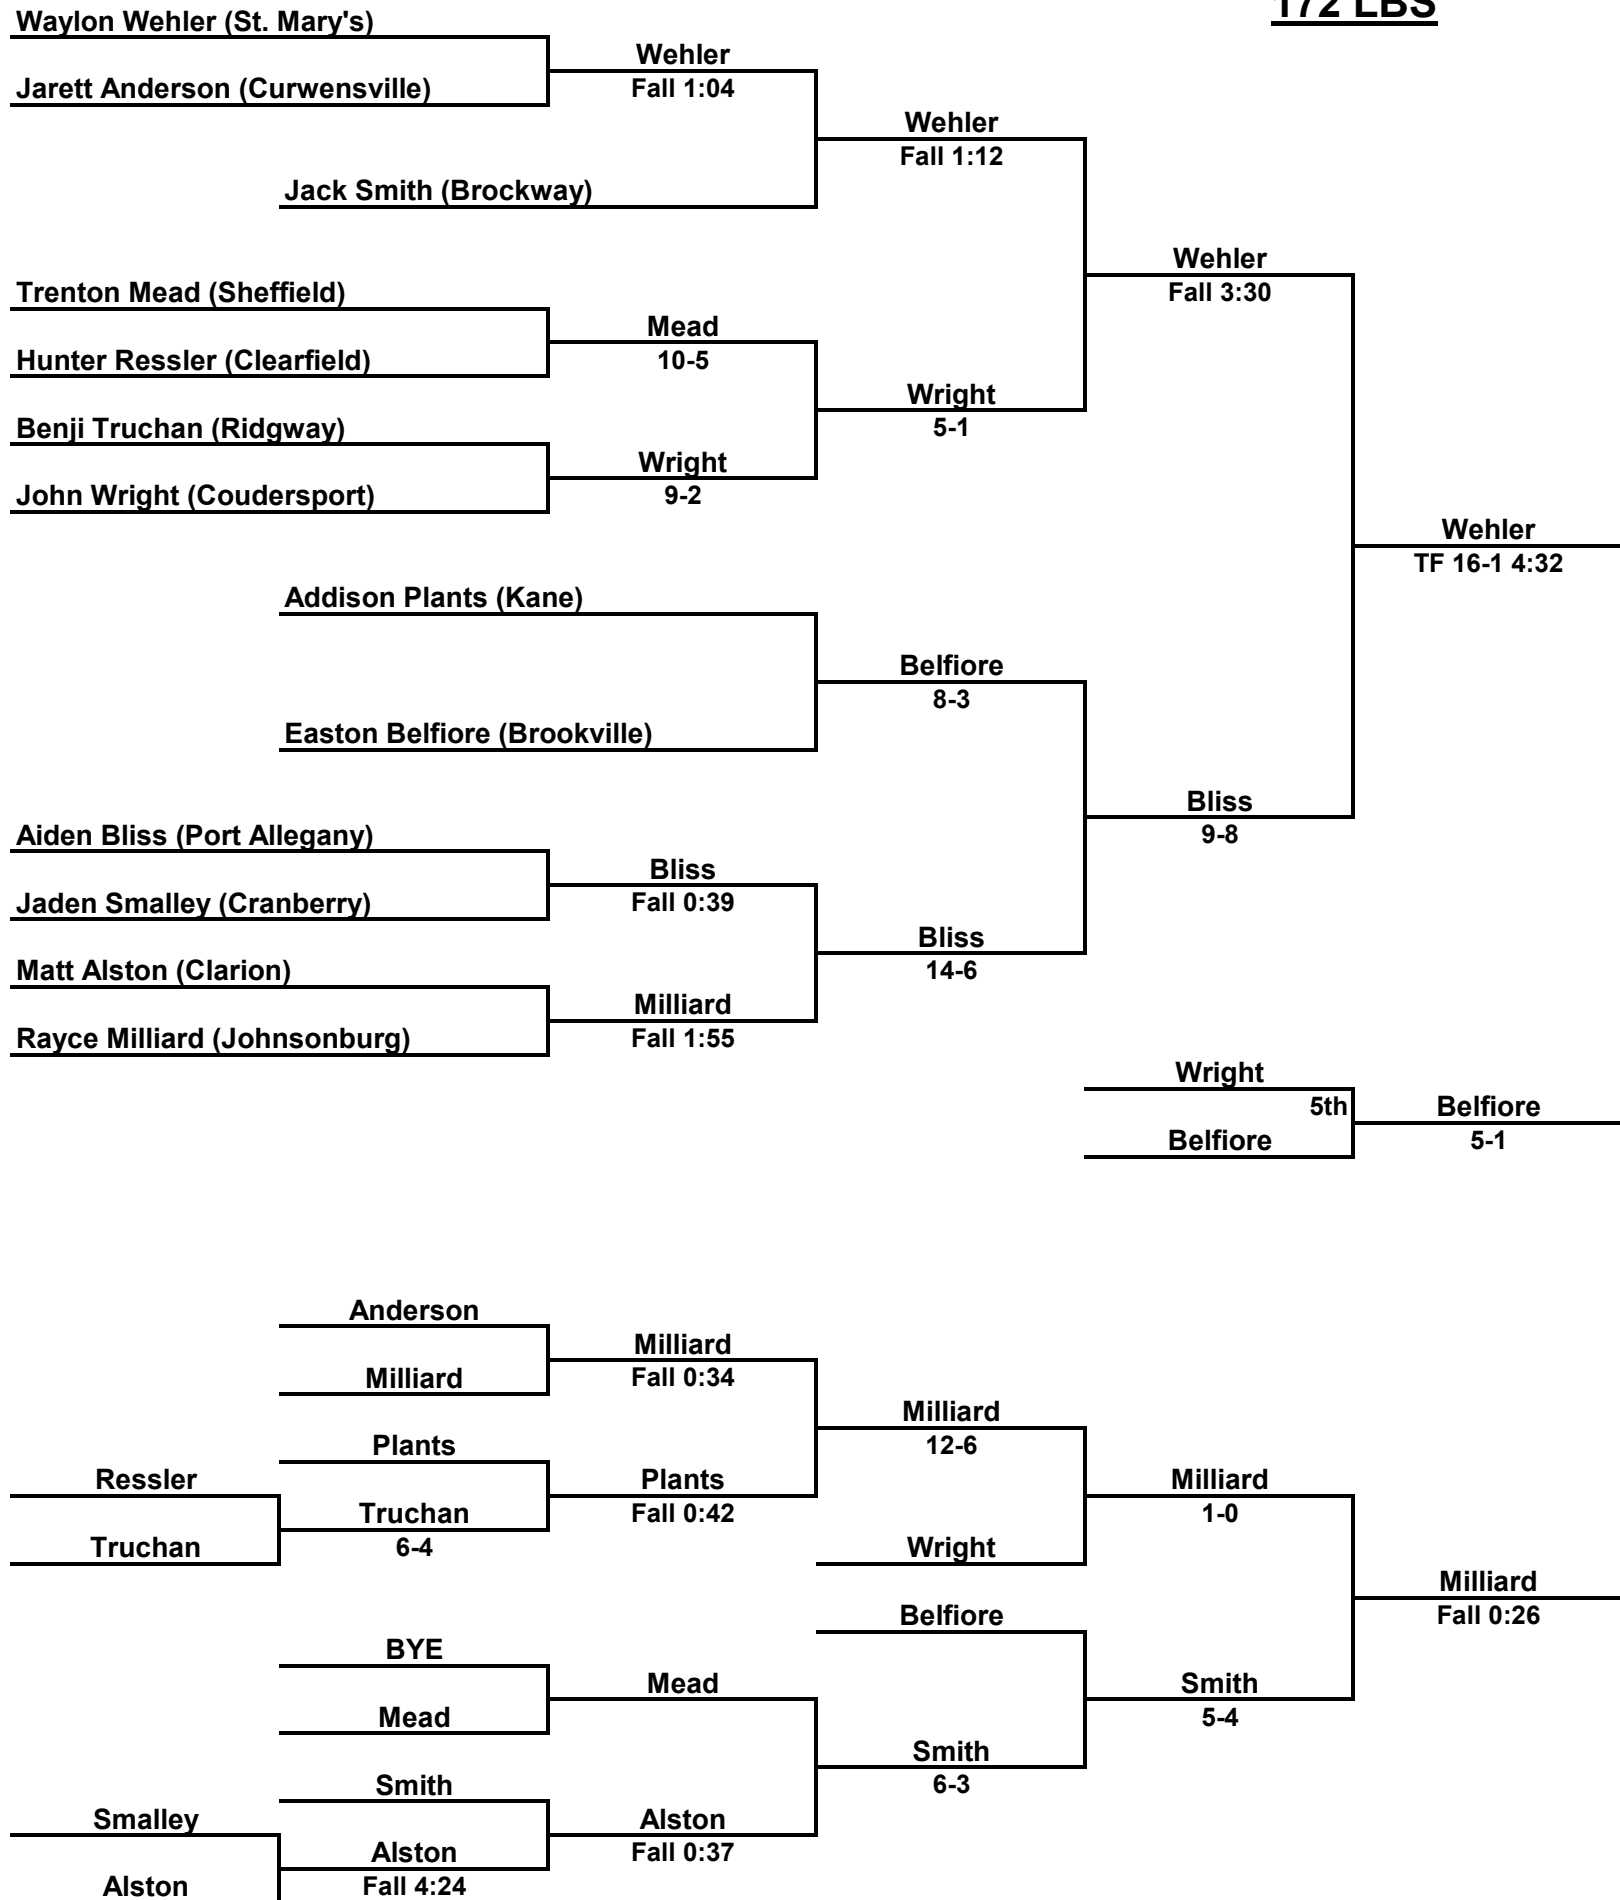 172 LBS
Waylon Wehler (St. Mary's)
Wehler
Jarett Anderson (Curwensville)
Fall 1:04
Wehler
Fall 1:12
Jack Smith (Brockway)
Wehler
Fall 3:30
Trenton Mead (Sheffield)
Mead
Hunter Ressler (Clearfield)
10-5
Wright
5-1
Benji Truchan (Ridgway)
Wright
John Wright (Coudersport)
9-2
Wehler
TF 16-1 4:32
Addison Plants (Kane)
Belfiore
8-3
Easton Belfiore (Brookville)
Bliss
9-8
Aiden Bliss (Port Allegany)
Bliss
Jaden Smalley (Cranberry)
Fall 0:39
Bliss
14-6
Matt Alston (Clarion)
Milliard
Rayce Milliard (Johnsonburg)
Fall 1:55
Wright
5th
Belfiore
Belfiore
5-1
Anderson
Milliard
Milliard
Fall 0:34
Milliard
12-6
Plants
Ressler
Plants
Milliard
Truchan
Fall 0:42
1-0
Truchan
6-4
Wright
Milliard
Fall 0:26
Belfiore
BYE
Mead
Smith
Mead
5-4
Smith
6-3
Smith
Smalley
Alston
Alston
Fall 0:37
Alston
Fall 4:24